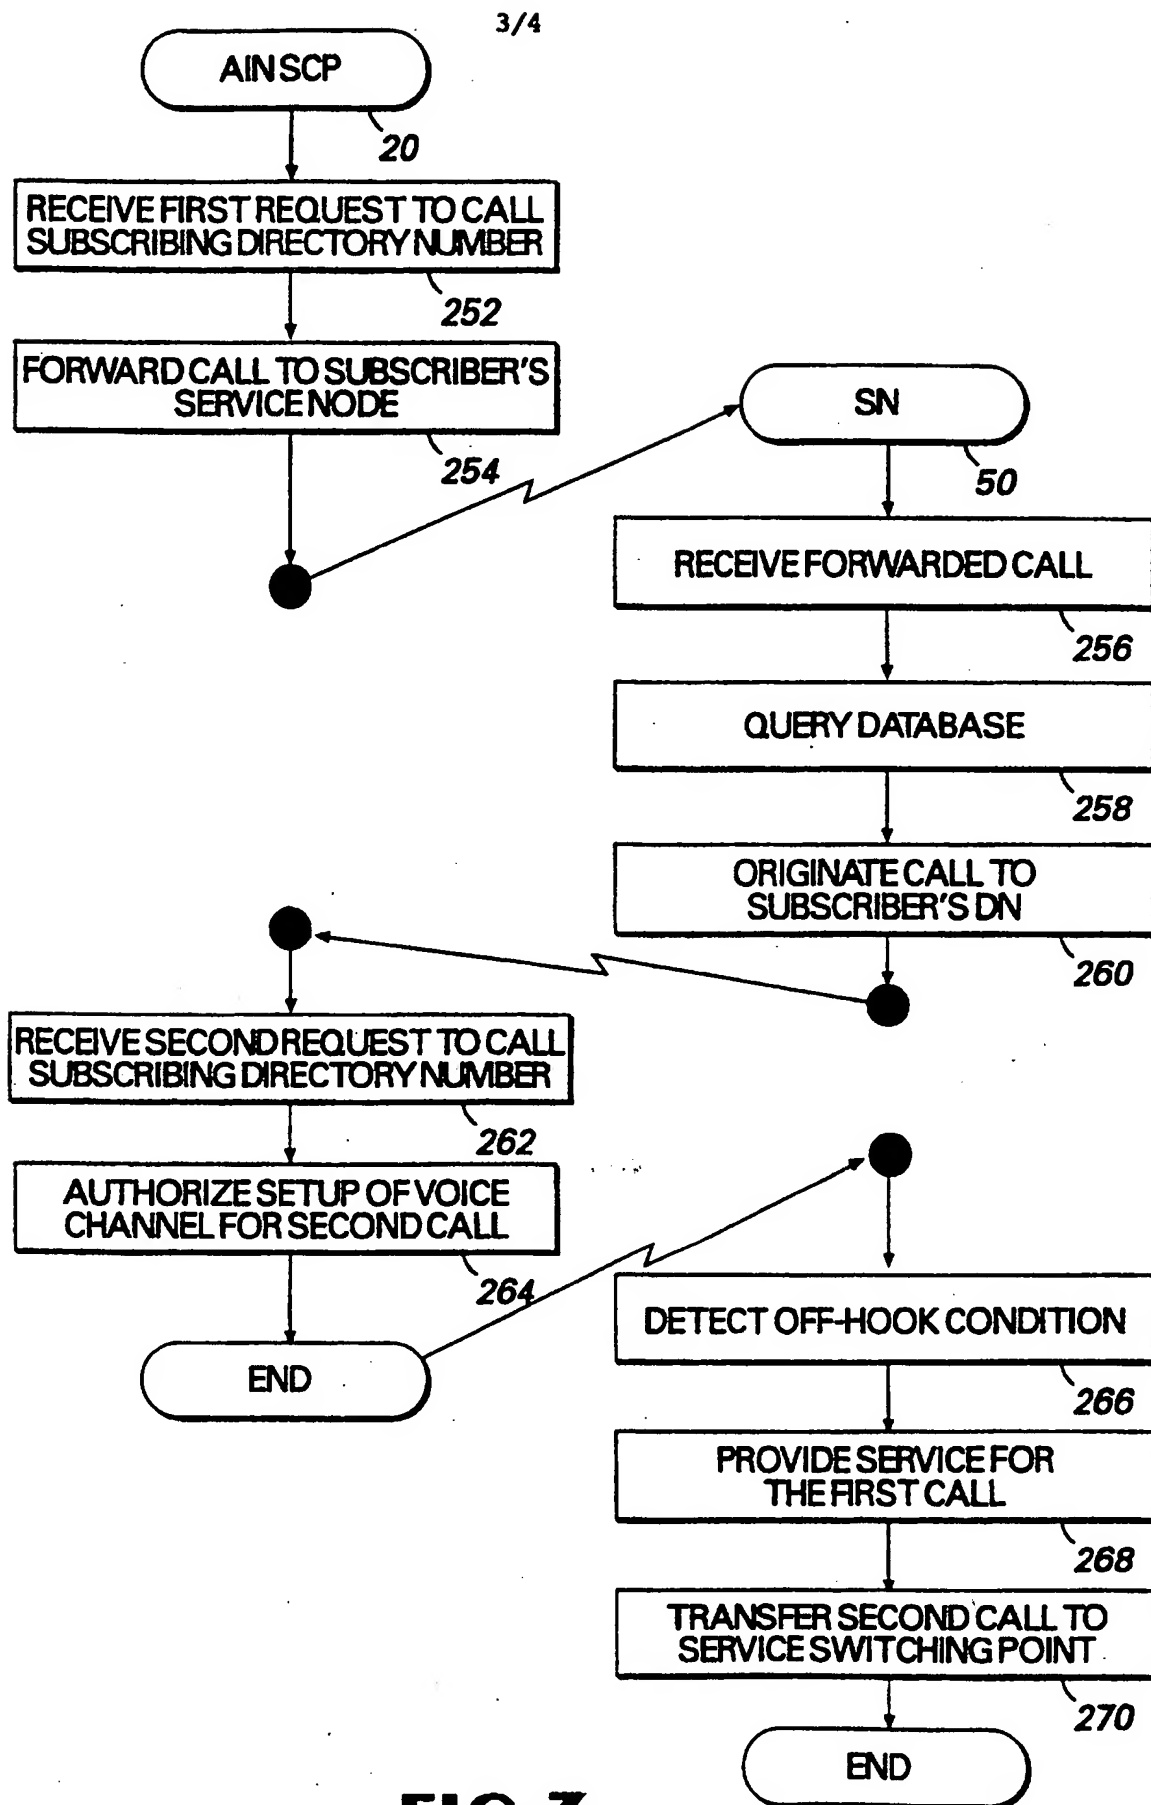 3/4
AIN SCP
20
RECEIVE FIRST REQUEST TO CALL
SUBSCRIBING DIRECTORY NUMBER
252
FORWARD CALL TO SUBSCRIBER'S
SERVICE NODE
254
SN
50
RECEIVE FORWARDED CALL
256
QUERY DATABASE
258
ORIGINATE CALL TO
SUBSCRIBER'S DN
260
RECEIVE SECOND REQUEST TO CALL
SUBSCRIBING DIRECTORY NUMBER
262
AUTHORIZE SETUP OF VOICE
CHANNEL FOR SECOND CALL
264
END
DETECT OFF-HOOK CONDITION
266
PROVIDE SERVICE FOR
THE FIRST CALL
268
TRANSFER SECOND CALL TO
SERVICE SWITCHING POINT
270
END
FIG 3